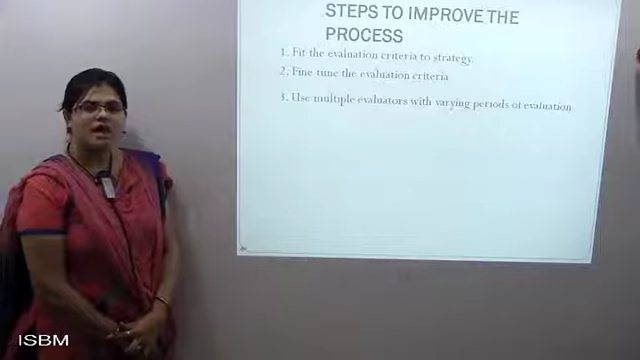 STEPS TO IMPROVE THE
PROCESS
1. Fit the evaluation criteria to strategy.
2. Fine tune the evaluation criteria
3. Use multiple evaluators with varying periods of evaluation
ISBM